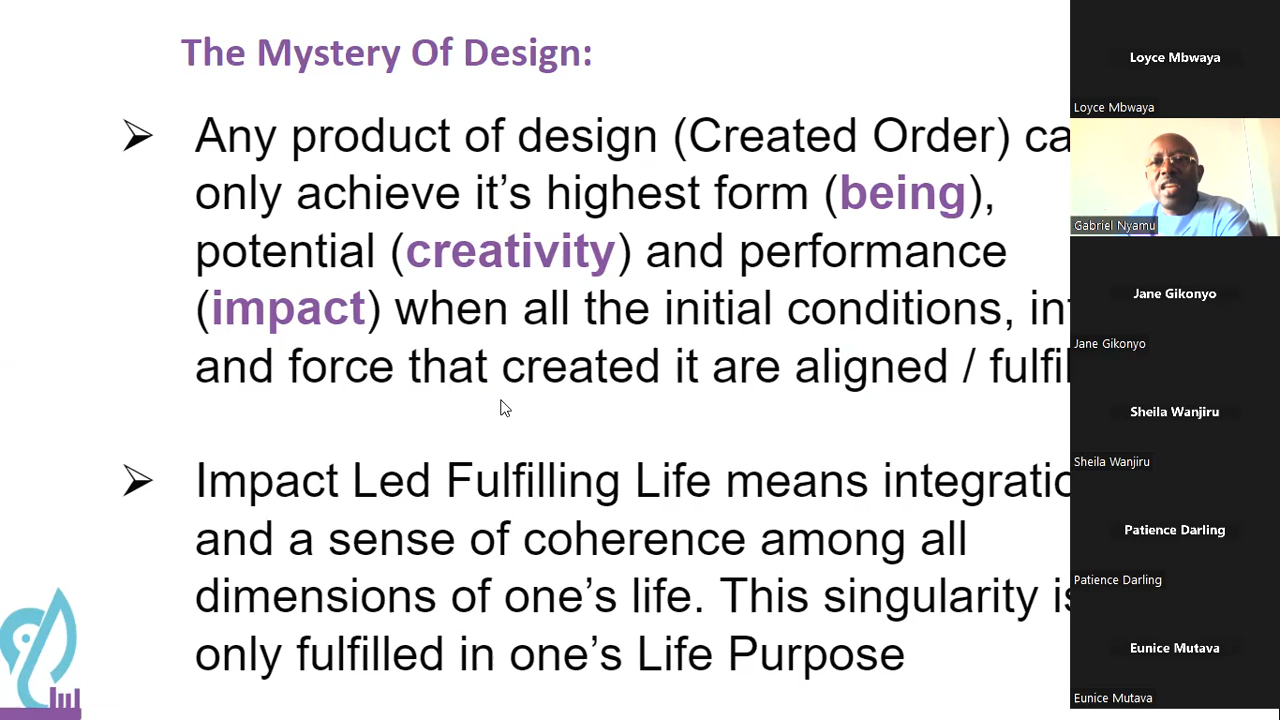 The Mystery Of Design:
➢ Any product of design (Created Order)
only achieve it’s highest form (being),
potential (creativity) and performance
(impact) when all the initial conditions,
and force that created it are aligned /
➢ Impact Led Fulfilling Life means
and a sense of coherence among all
dimensions of one’s life. This singularity is
only fulfilled in one’s Life Purpose
Loyce Mbwaya
Loyce Mbwaya
Gabriel Nyamu
Jane Gikonyo
Jane Gikonyo
Sheila Wanjiru
Sheila Wanjiru
Patience Darling
Patience Darling
Eunice Mutava
Eunice Mutava